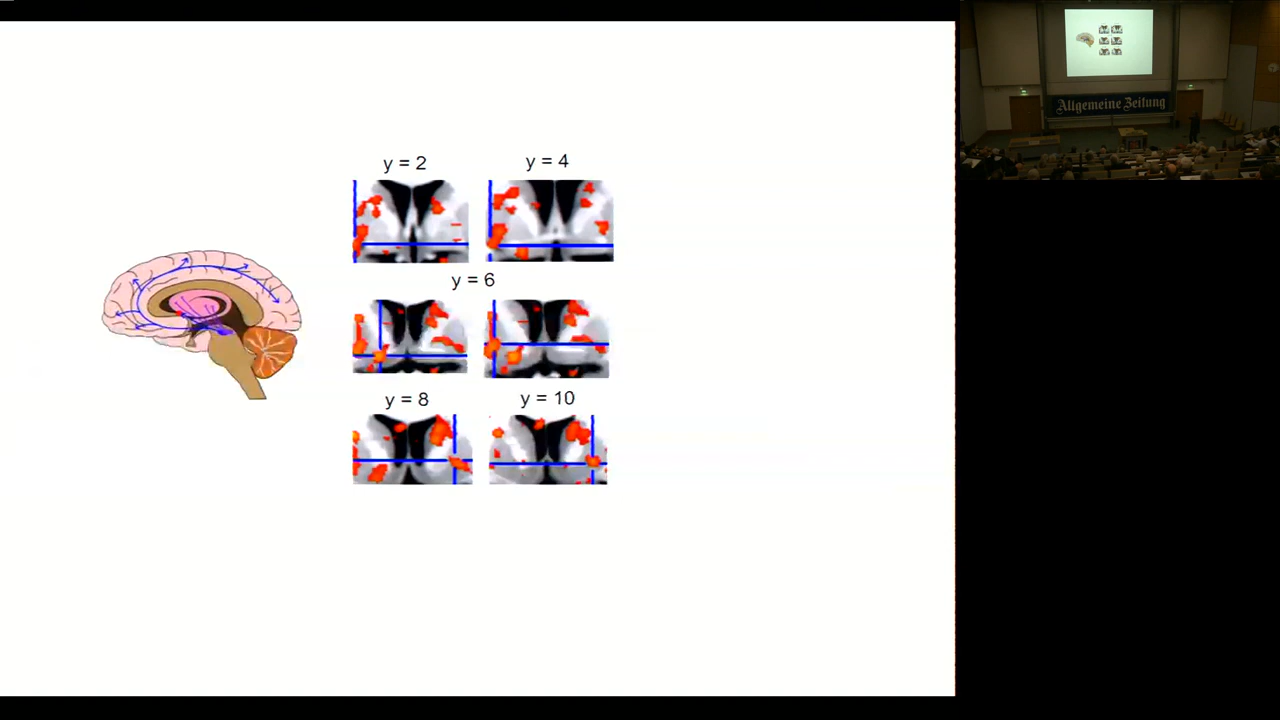 y = 2
y = 4
y = 6
y = 8
y = 10
Allgemeine Zeitung